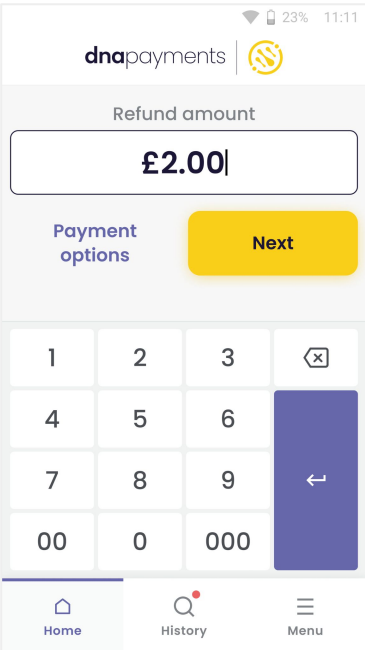 23% 11:11
dnapayments
Refund amount
£2.00
Payment
options
Next
1 2 3
4 5 6
7 8 9
00 0 000
Home History Menu